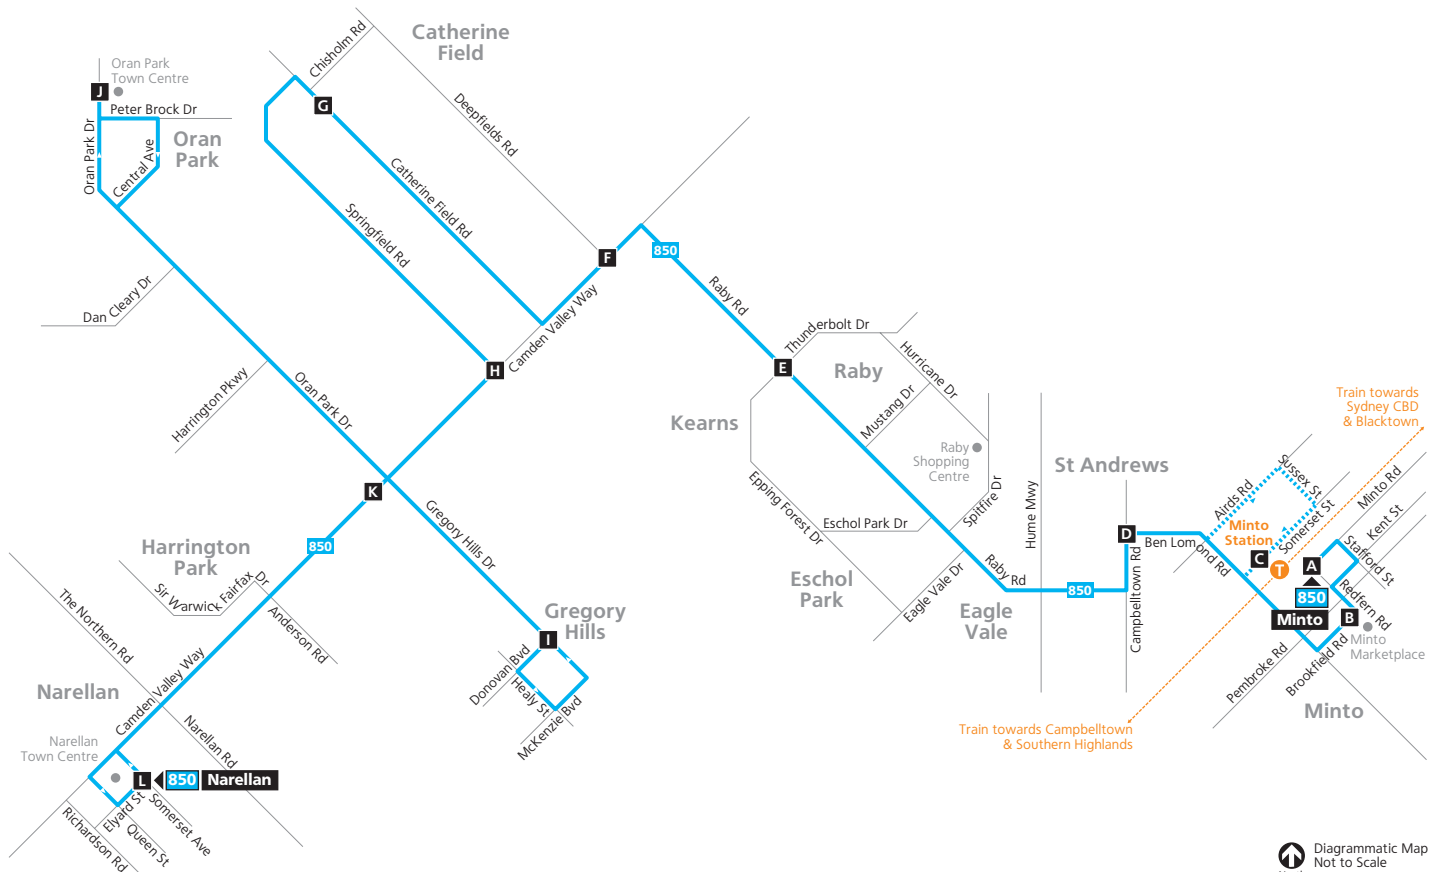 Catherine
Field
Chisholm Rd
Oran Park
Town Centre
J
Peter Brock Dr
G
Oran
Park
Oran Park Dr
Central Ave
Deepfields Rd
Catherine Field Rd
Springfield Rd
F
850
Raby Rd
Dan Cleary Dr
Camden Valley Way
Thunderbolt Dr
E
Raby
Hurricane Dr
H
Harrington Pkwy
Oran Park Dr
Mustang Dr
Train towards
Sydney CBD
& Blacktown
Kearns
Raby
Shopping
Centre
St Andrews
Sussex St
Airds Rd
Minto Rd
K
Epping Forest Dr
Spitfire Dr
Hume Mwy
Somerset St
Kent St
Gregory Hills Dr
Eschol Park Dr
D
Ben Lomond Rd
Minto
Station
Stafford St
850
Harrington
Park
C
T
A
Sir Warwick Fairfax Dr
Eschol
Park
Raby Rd
850
Redfern Rd
850
The Northern Rd
Anderson Rd
Gregory
Hills
Eagle Vale Dr
Eagle
Vale
Campbelltown Rd
Minto
B
Minto
Marketplace
I
Donovan Bvd
Healy St
McKenzie Bvd
Pembroke Rd
Brookfield Rd
Narellan
Camden Valley Way
Minto
Narellan
Town Centre
Narellan Rd
Train towards Campbelltown
& Southern Highlands
L
850
Narellan
Elyard St
Somerset Ave
Queen St
Richardson Rd
Diagrammatic Map
Not to Scale